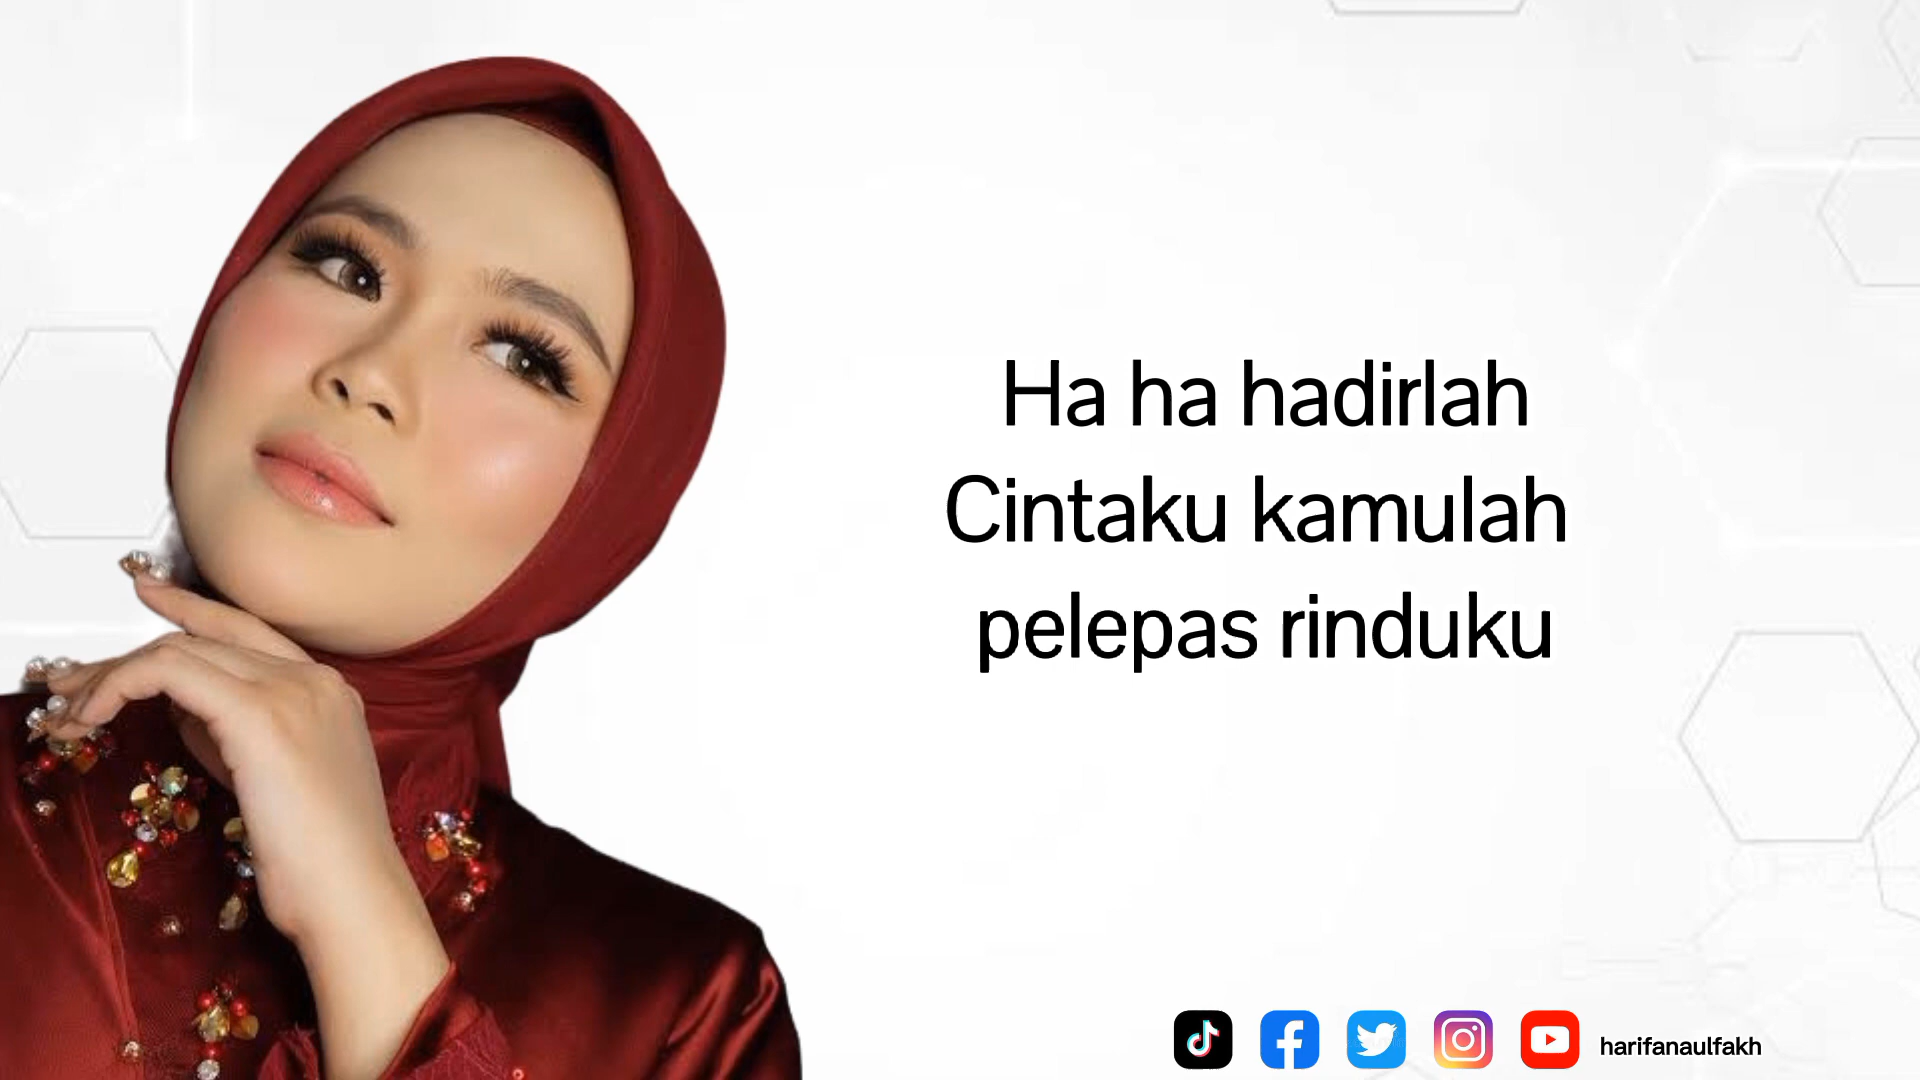 Ha ha hadirlah
Cintaku kamulah
pelepas rinduku
harifanaulfakh